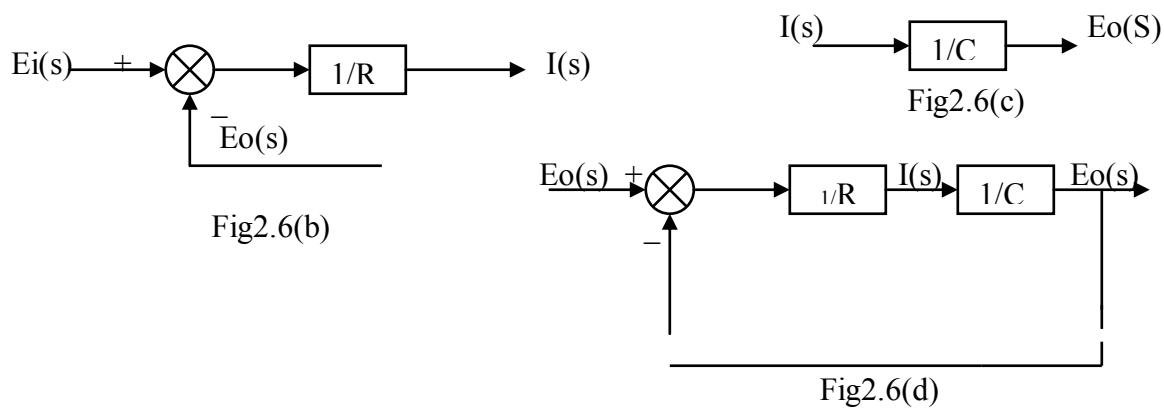 Ei(s) + 1/R I(s)
– Eo(s)
Fig2.6(b)
I(s) 1/C Eo(S)
Fig2.6(c)
Eo(s) + 1/R I(s) 1/C Eo(s)
–
Fig2.6(d)